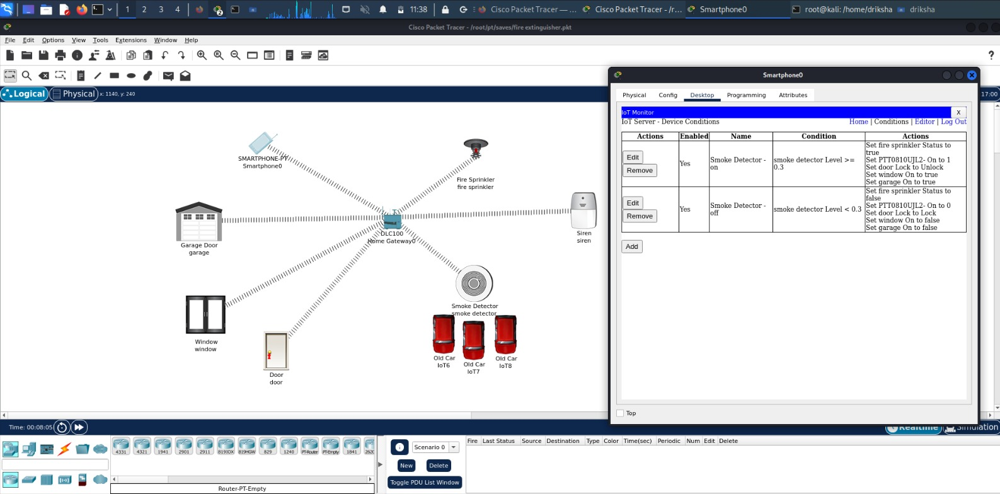 1 2 3 4 2 11:38 Cisco Packet Tracer — ... Cisco Packet Tracer - /r... Smartphone0 root@kali: /home/driksha driksha
Cisco Packet Tracer - /root/pt/saves/fire extinguisher.pkt
File Edit Options View Tools Extensions Window Help
?
Logical Physical x: 1140, y: 240
17:00
SMARTPHONE-PT
Smartphone0
Fire Sprinkler
fire sprinkler
Garage Door
garage
DLC100
Home Gateway0
Siren
siren
Smoke Detector
smoke detector
Window
window
Door
door
Old Car
IoT6
Old Car
IoT7
Old Car
IoT8
Smartphone0
Physical Config Desktop Programming Attributes
IoT Monitor X
IoT Server - Device Conditions Home | Conditions | Editor | Log Out
Actions Enabled Name Condition Actions
Edit
Remove
Yes
Smoke Detector -
on
smoke detector Level >=
0.3
Set fire sprinkler Status to
true
Set PTT0810UJL2- On to 1
Set door Lock to Unlock
Set window On to true
Set garage On to true
Edit
Remove
Yes
Smoke Detector -
off
smoke detector Level < 0.3
Set fire sprinkler Status to
false
Set PTT0810UJL2- On to 0
Set door Lock to Lock
Set window On to false
Set garage On to false
Add
Top
Time: 00:08:05
Realtime Simulation
4331 4321 1941 2901 2911 819IOX 819HGW 829 1240 PT-Router PT-Empty 1841 262C
Router-PT-Empty
Scenario 0
New Delete
Toggle PDU List Window
Fire Last Status Source Destination Type Color Time(sec) Periodic Num Edit Delete